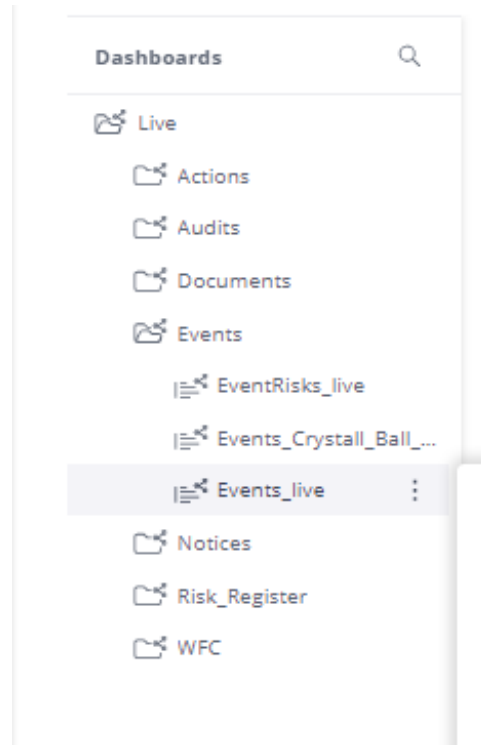 Dashboards
Live
Actions
Audits
Documents
Events
EventRisks_live
Events_Crystall_Ball_...
Events_live
Notices
Risk_Register
WFC